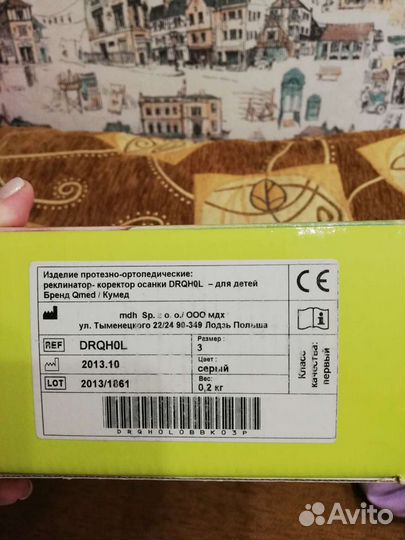 Изделие протезно-ортопедические:
реклинатор- коректор осанки DRQH0L – для детей
Бренд Qmed / Кумед
mdh Sp. z o. o./ ООО мдх
ул. Тыменецкого 22/24 90-349 Лодзь Польша
CE
REF DRQH0L
Размер :
3
2013.10
Цвет :
серый
LOT 2013/1861
Вес:
0,2 кг
Класс
качества:
первый
DRQH0L0BBK03P
Avito